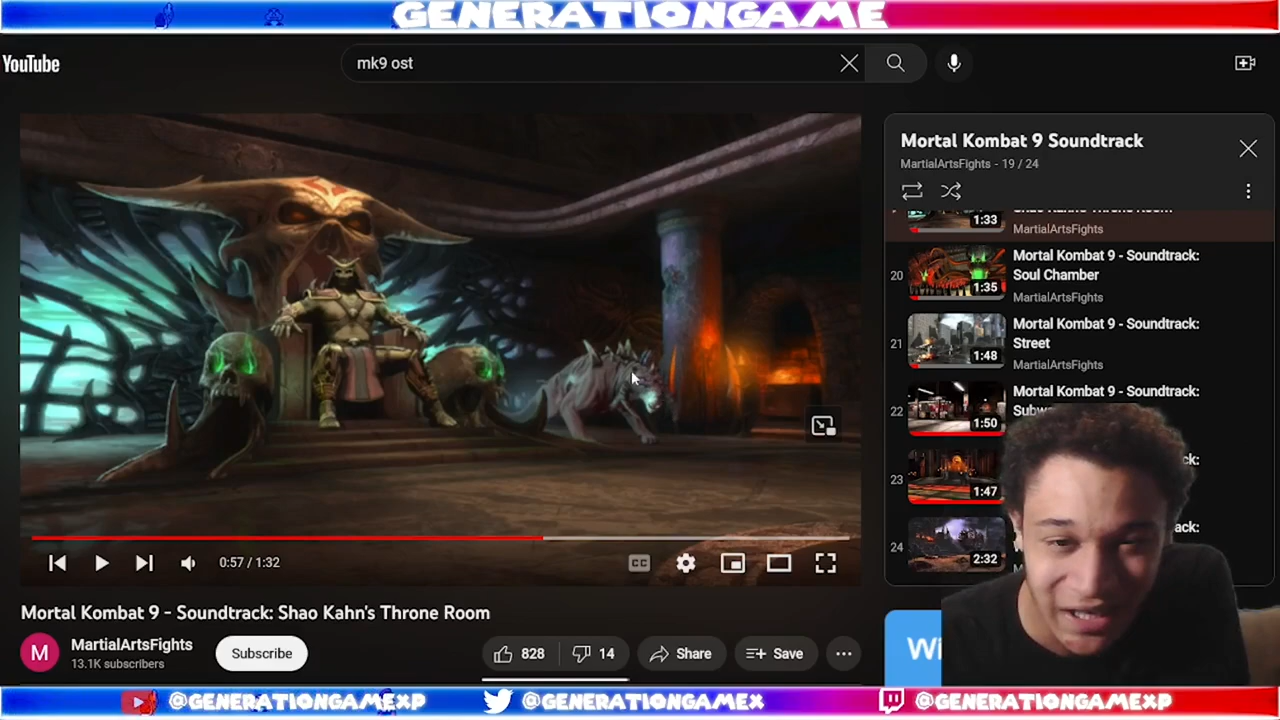 GENERATIONGAME
YouTube
mk9 ost
Mortal Kombat 9 Soundtrack
MartialArtsFights - 19 / 24
1:33
MartialArtsFights
20
1:35
Mortal Kombat 9 - Soundtrack:
Soul Chamber
MartialArtsFights
21
1:48
Mortal Kombat 9 - Soundtrack:
Street
MartialArtsFights
22
1:50
Mortal Kombat 9 - Soundtrack:
23
1:47
24
2:32
0:57 / 1:32
CC
Mortal Kombat 9 - Soundtrack: Shao Kahn's Throne Room
M
MartialArtsFights
13.1K subscribers
Subscribe
828
14
Share
Save
@GENERATIONGAMEXP
@GENERATIONGAMEX
@GENERATIONGAMEXP